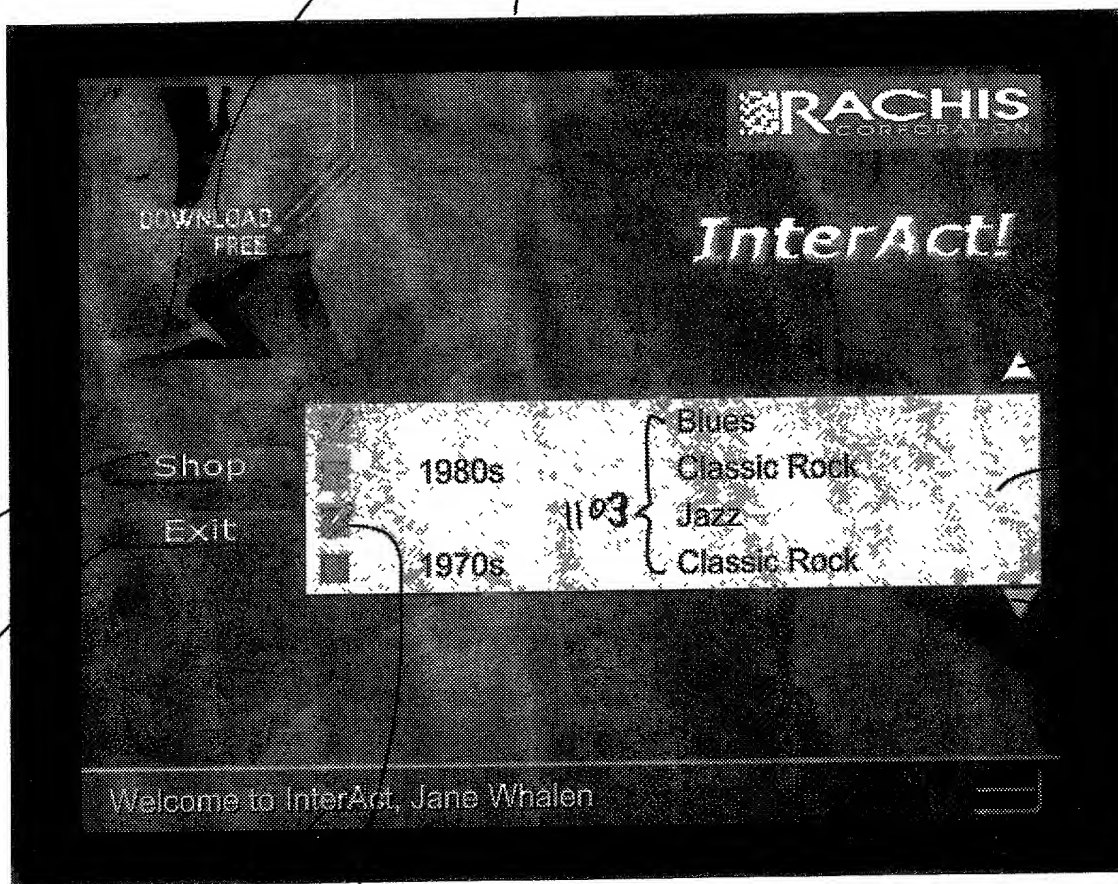 RACHIS
CORPORATION
DOWNLOAD
FREE
InterAct!
Blues
Shop
1980s Classic Rock
1103 Jazz
Exit
1970s Classic Rock
Welcome to InterAct, Jane Whalen